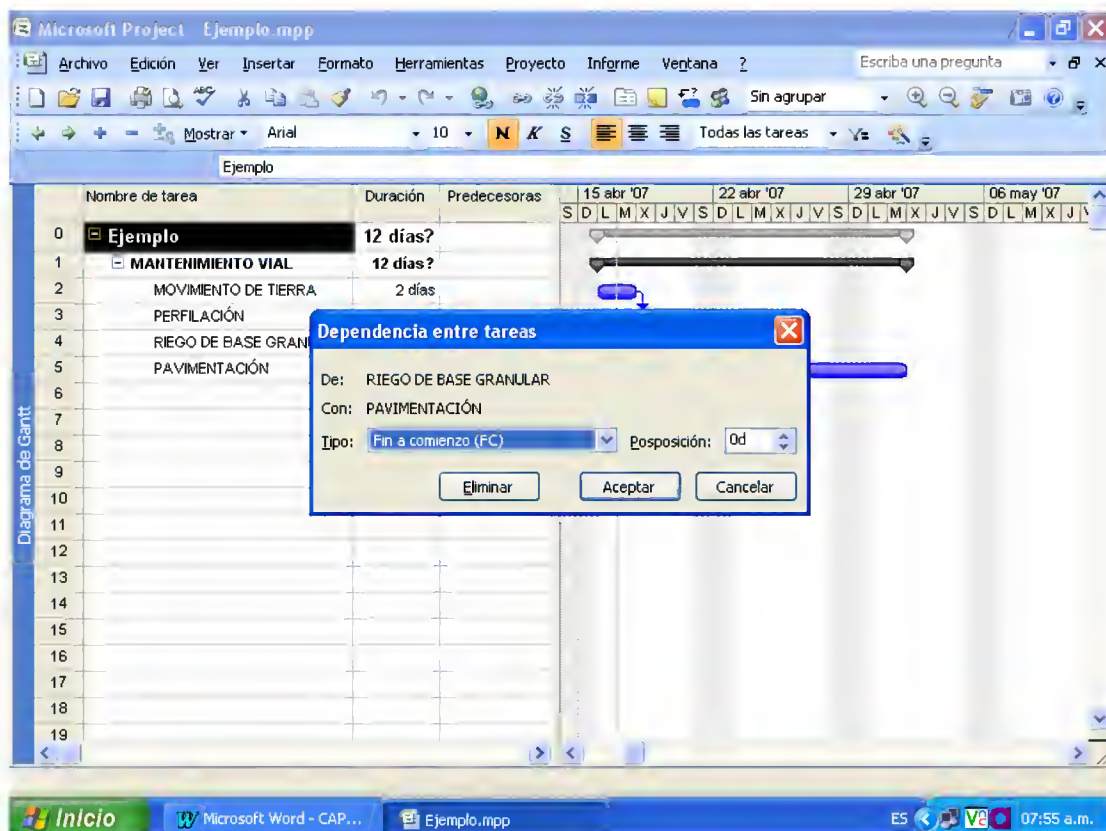 Microsoft Project Ejemplo.mpp
Archivo Edición Ver Insertar Formato Herramientas Proyecto Informe Ventana ? Escriba una pregunta
Sin agrupar
Mostrar Arial 10 N K S Todas las tareas
Ejemplo
Nombre de tarea Duración Predecesoras 15 abr '07 22 abr '07 29 abr '07 06 may '07
S D L M X J V S D L M X J V S D L M X J V S D L M X J V
0 Ejemplo 12 días?
1 MANTENIMIENTO VIAL 12 días?
2 MOVIMIENTO DE TIERRA 2 días
3 PERFILACIÓN
4 RIEGO DE BASE GRAN
5 PAVIMENTACIÓN
6
7
8
9
10
11
12
13
14
15
16
17
18
19
Diagrama de Gantt
Dependencia entre tareas
De: RIEGO DE BASE GRANULAR
Con: PAVIMENTACIÓN
Tipo: Fin a comienzo (FC) Posposición: 0d
Eliminar Aceptar Cancelar
Inicio Microsoft Word - CAP... Ejemplo.mpp ES 07:55 a.m.